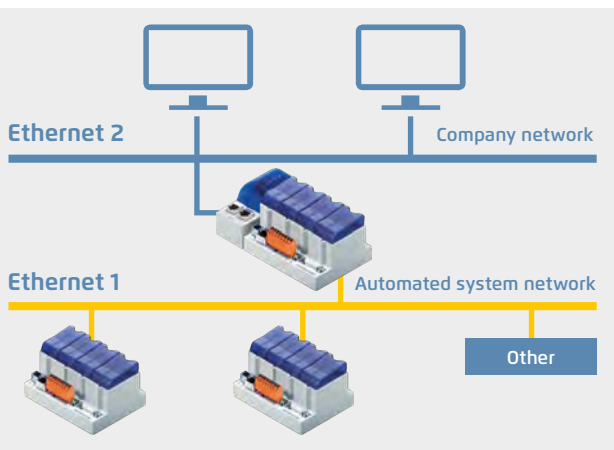 Ethernet 2
Company network
Ethernet 1
Automated system network
Other